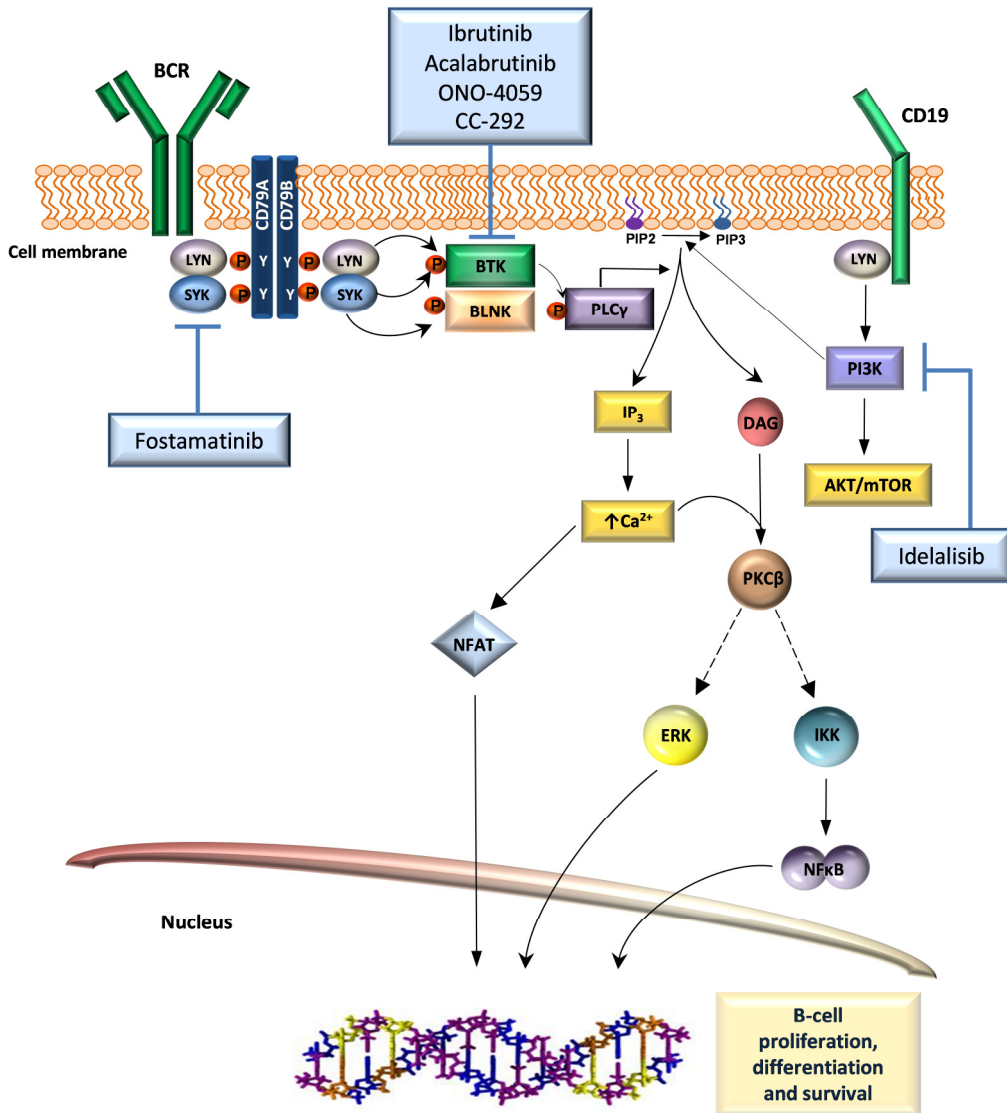 Ibrutinib
Acalabrutinib
ONO-4059
CC-292
BCR
CD19
CD79A
CD79B
Cell membrane
PIP2
PIP3
LYN
P
Y
Y
P
LYN
P
BTK
LYN
SYK
P
Y
Y
P
SYK
P
BLNK
P
PLCγ
PI3K
Fostamatinib
IP₃
DAG
AKT/mTOR
↑Ca²⁺
Idelalisib
PKCβ
NFAT
ERK
IKK
NFκB
Nucleus
B-cell
proliferation,
differentiation
and survival